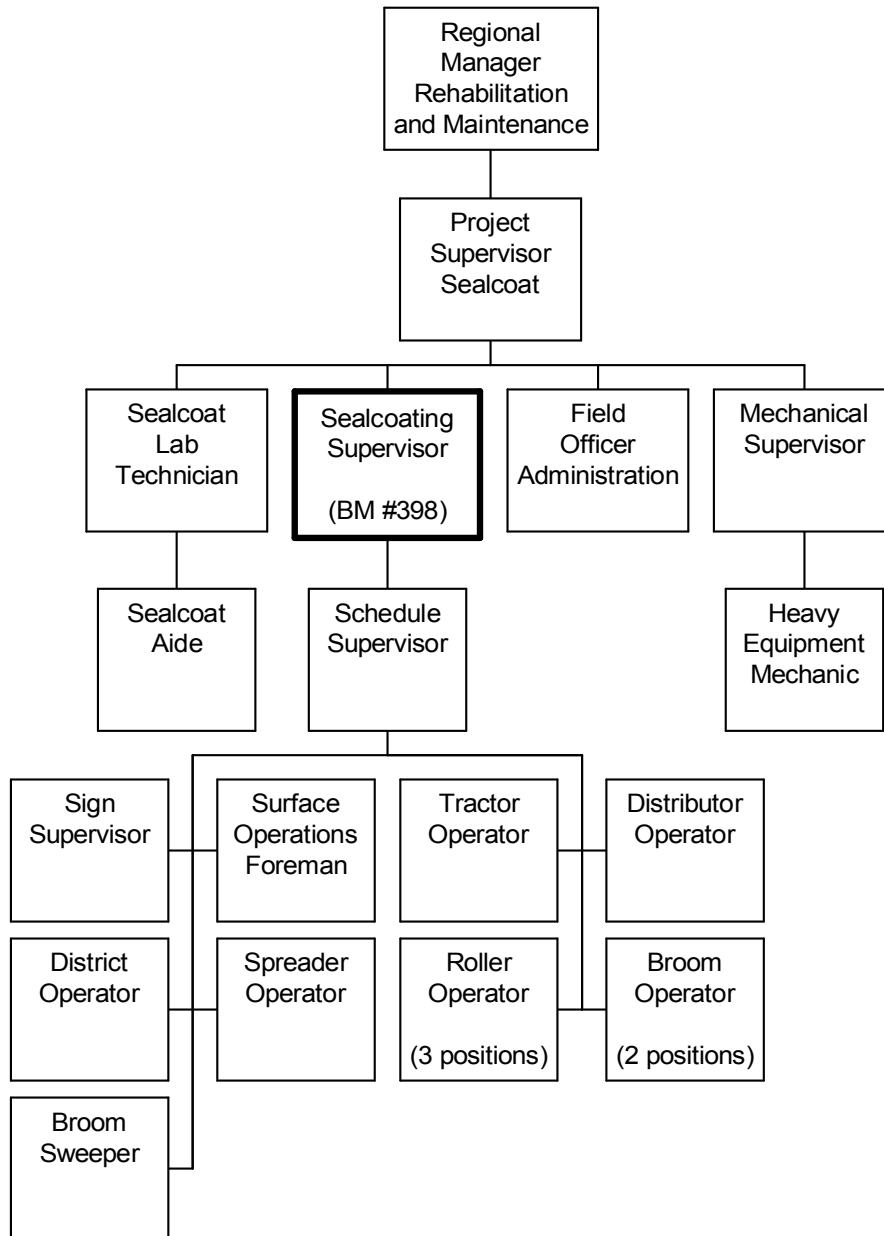 Regional
Manager
Rehabilitation
and Maintenance
Project
Supervisor
Sealcoat
Sealcoat
Lab
Technician
Sealcoating
Supervisor
(BM #398)
Field
Officer
Administration
Mechanical
Supervisor
Sealcoat
Aide
Schedule
Supervisor
Heavy
Equipment
Mechanic
Sign
Supervisor
Surface
Operations
Foreman
Tractor
Operator
Distributor
Operator
District
Operator
Spreader
Operator
Roller
Operator
(3 positions)
Broom
Operator
(2 positions)
Broom
Sweeper